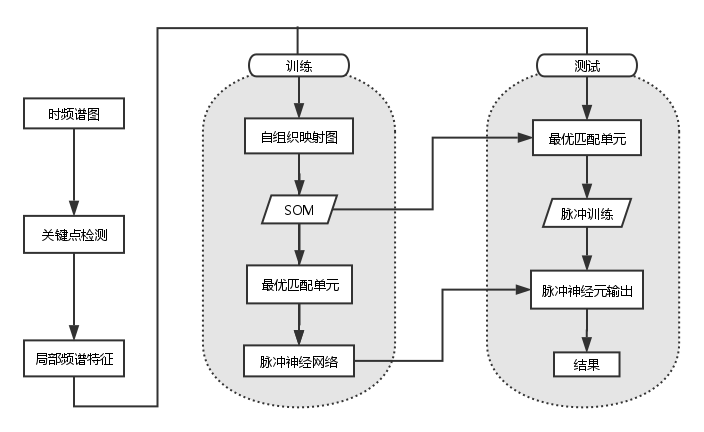 时频谱图
关键点检测
局部频谱特征
训练
自组织映射图
SOM
最优匹配单元
脉冲神经网络
测试
最优匹配单元
脉冲训练
脉冲神经元输出
结果